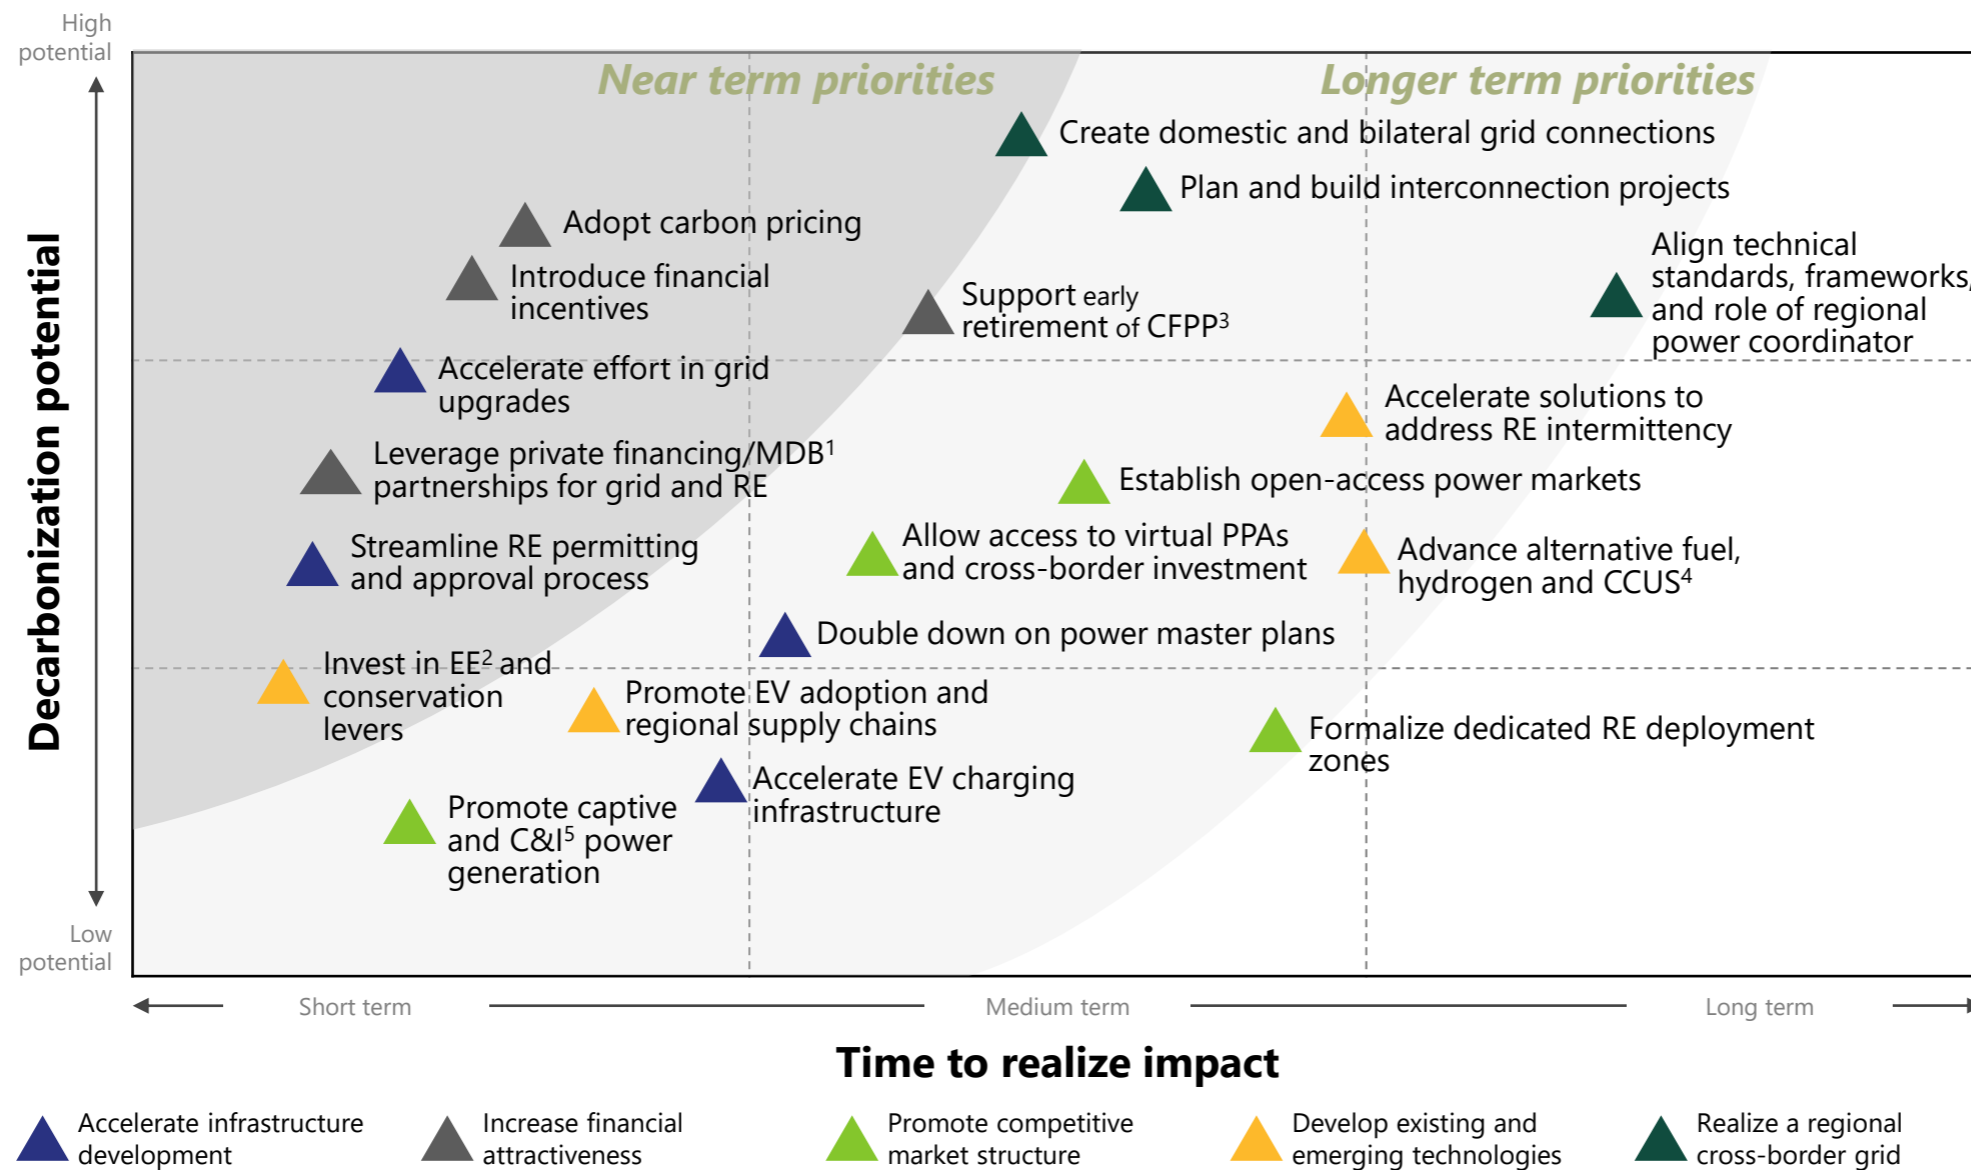 High
potential
Near term priorities
Longer term priorities
Create domestic and bilateral grid connections
Plan and build interconnection projects
Adopt carbon pricing
Introduce financial
incentives
Support early
retirement of CFPP³
Align technical
standards, frameworks,
and role of regional
power coordinator
Accelerate effort in grid
upgrades
Accelerate solutions to
address RE intermittency
Leverage private financing/MDB¹
partnerships for grid and RE
Establish open-access power markets
Streamline RE permitting
and approval process
Allow access to virtual PPAs
and cross-border investment
Advance alternative fuel,
hydrogen and CCUS⁴
Double down on power master plans
Invest in EE² and
conservation
levers
Promote EV adoption and
regional supply chains
Formalize dedicated RE deployment
zones
Accelerate EV charging
infrastructure
Promote captive
and C&I⁵ power
generation
Decarbonization potential
Low
potential
Short term
Medium term
Long term
Time to realize impact
Accelerate infrastructure
development
Increase financial
attractiveness
Promote competitive
market structure
Develop existing and
emerging technologies
Realize a regional
cross-border grid